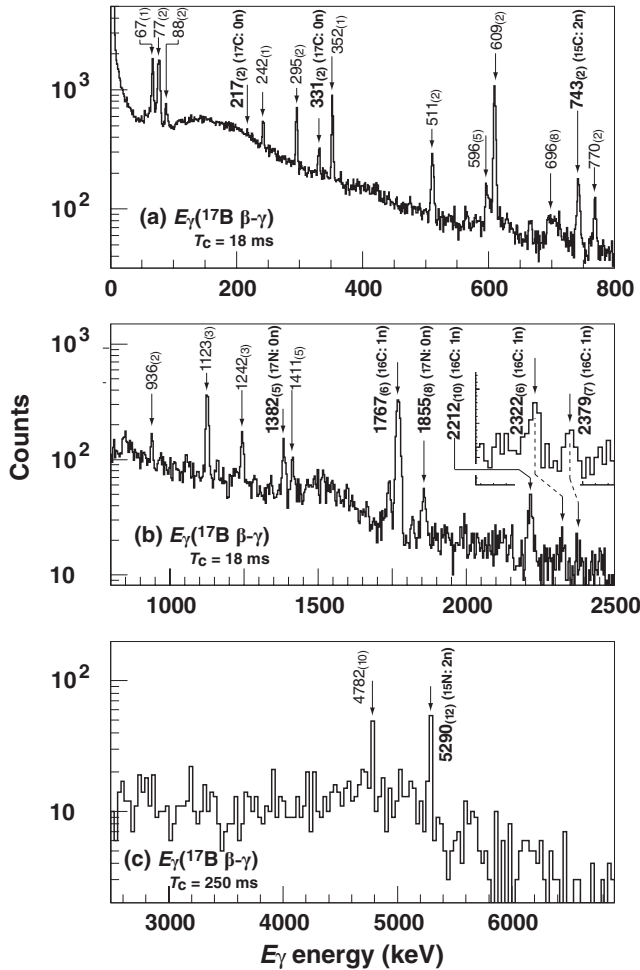 67(1)
77(2)
88(2)
217(2) (17C: 0n)
242(1)
295(2)
331(2) (17C: 0n)
352(1)
511(2)
596(5)
609(2)
696(8)
743(2) (15C: 2n)
770(2)
10³
10²
(a) Eγ(¹⁷B β-γ)
Tc = 18 ms
0 200 400 600 800
936(2)
1123(3)
1242(3)
1382(5) (17N: 0n)
1411(5)
1767(6) (16C: 1n)
1855(8) (17N: 0n)
2212(10) (16C: 1n)
2322(6) (16C: 1n)
2379(7) (16C: 1n)
10³
10²
10
Counts
(b) Eγ(¹⁷B β-γ)
Tc = 18 ms
1000 1500 2000 2500
4782(10)
5290(12) (15N: 2n)
10²
10
(c) Eγ(¹⁷B β-γ)
Tc = 250 ms
3000 4000 5000 6000
Eγ energy (keV)